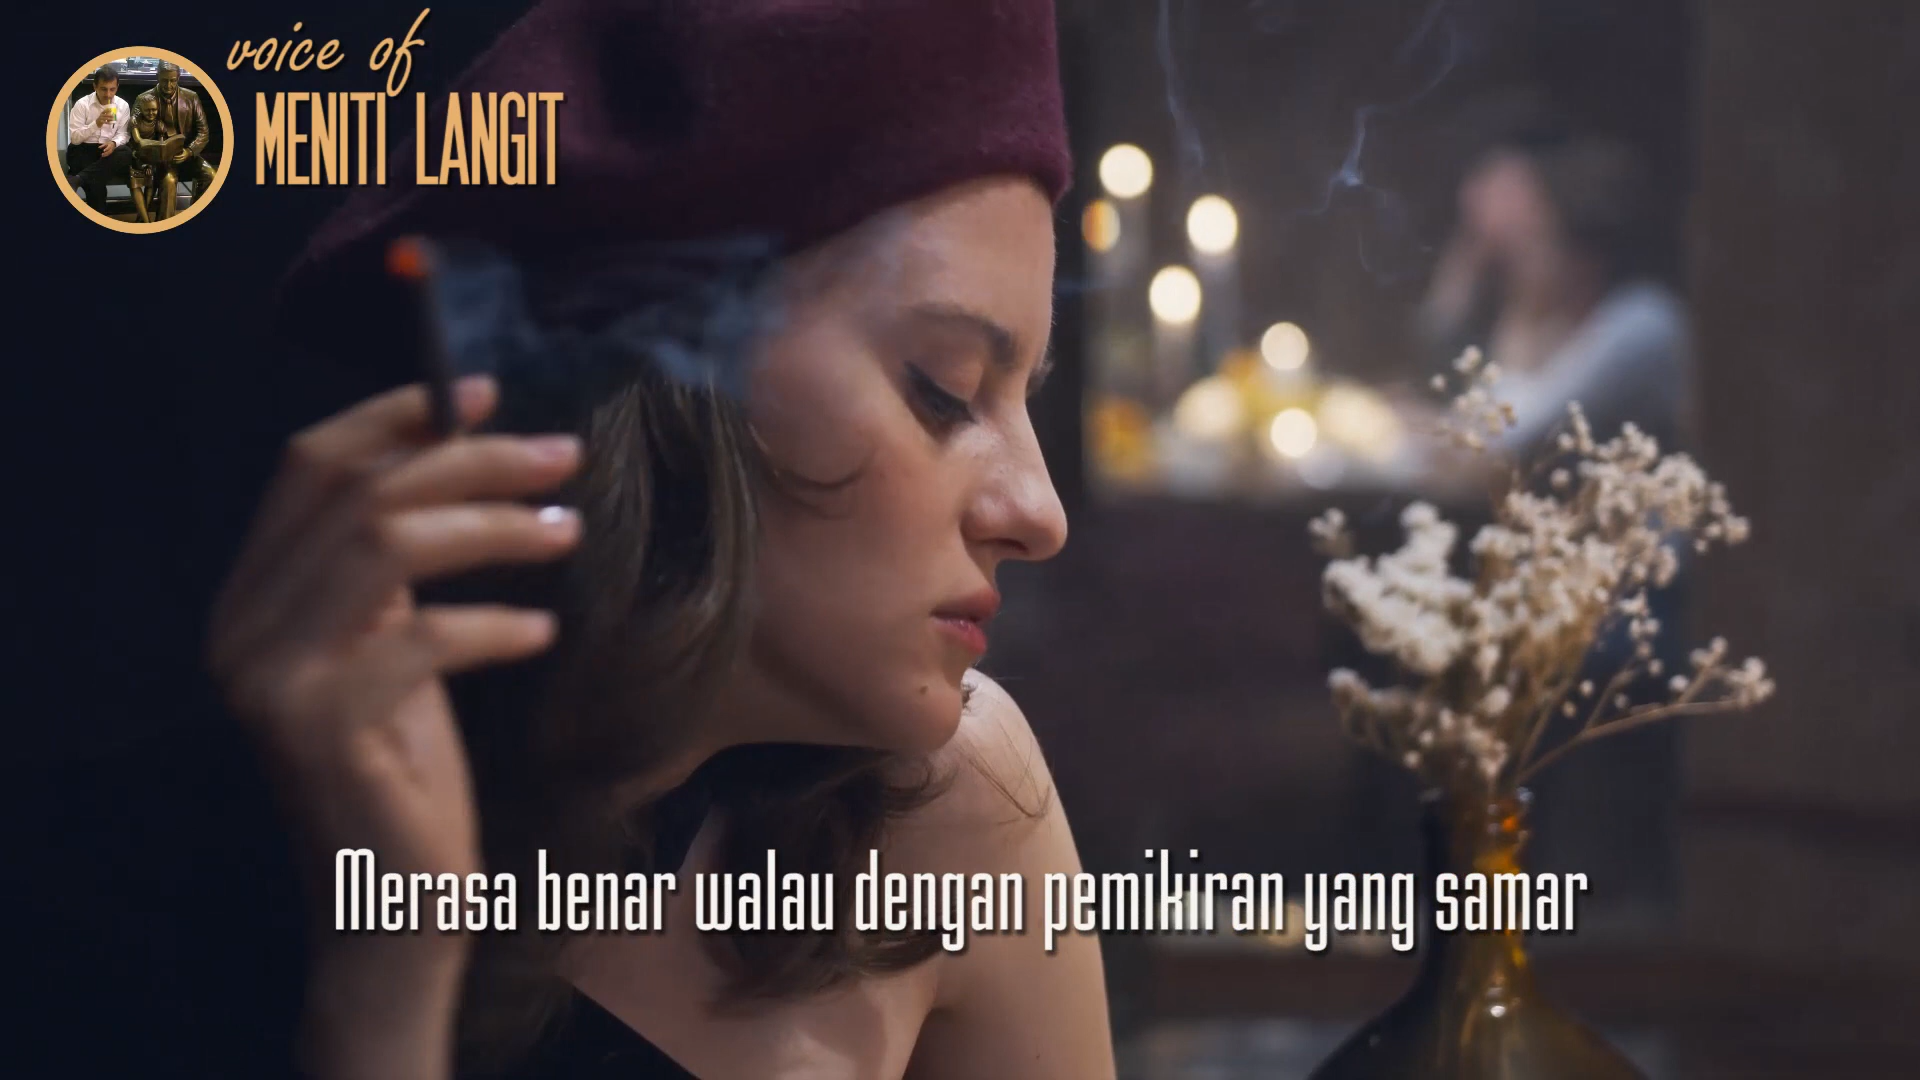 voice of
MENITI LANGIT
Merasa benar walau dengan pemikiran yang samar